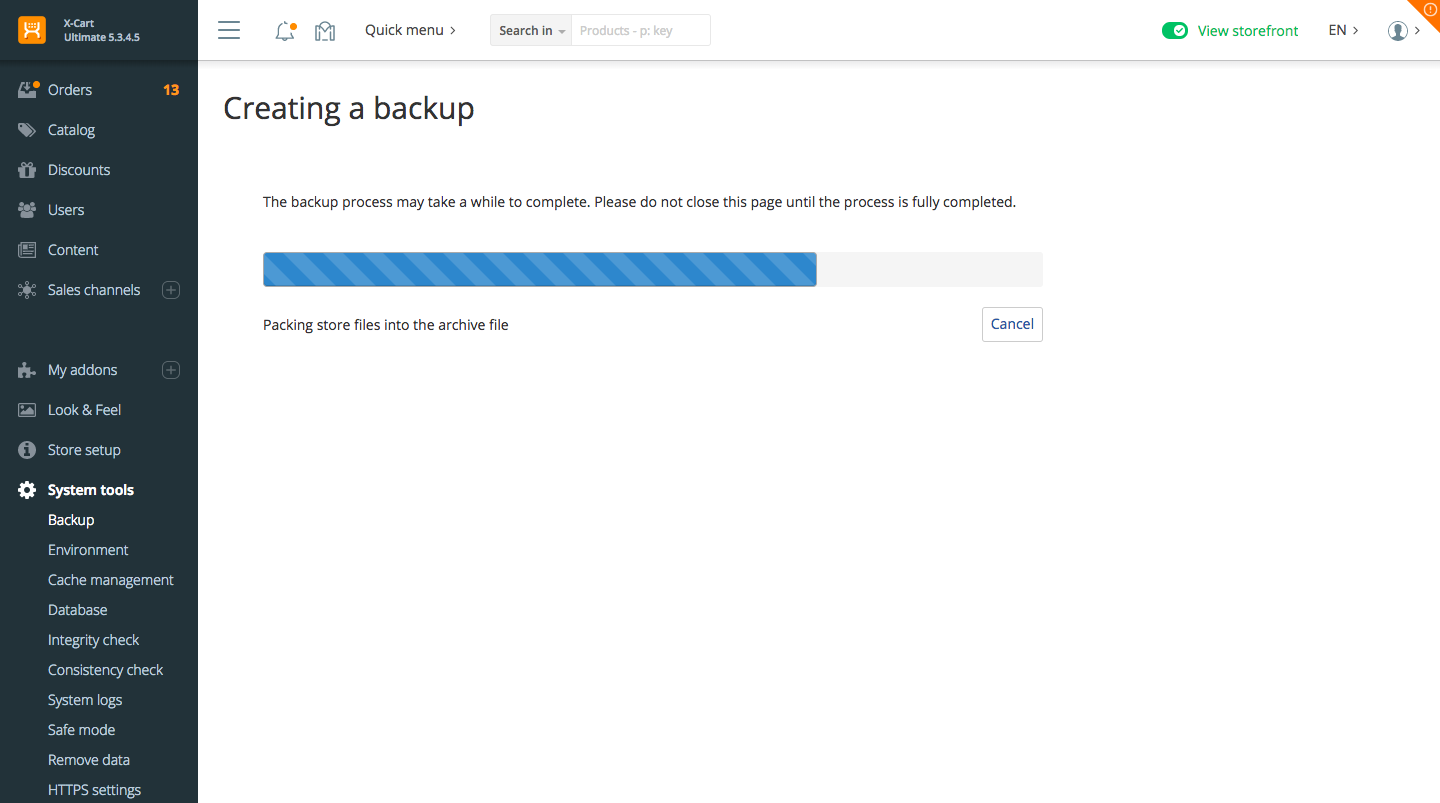 X-Cart
Ultimate 5.3.4.5
Quick menu
Search in
Products - p: key
View storefront
EN
Orders 13
Catalog
Discounts
Users
Content
Sales channels
My addons
Look & Feel
Store setup
System tools
Backup
Environment
Cache management
Database
Integrity check
Consistency check
System logs
Safe mode
Remove data
HTTPS settings
Creating a backup
The backup process may take a while to complete. Please do not close this page until the process is fully completed.
Packing store files into the archive file
Cancel